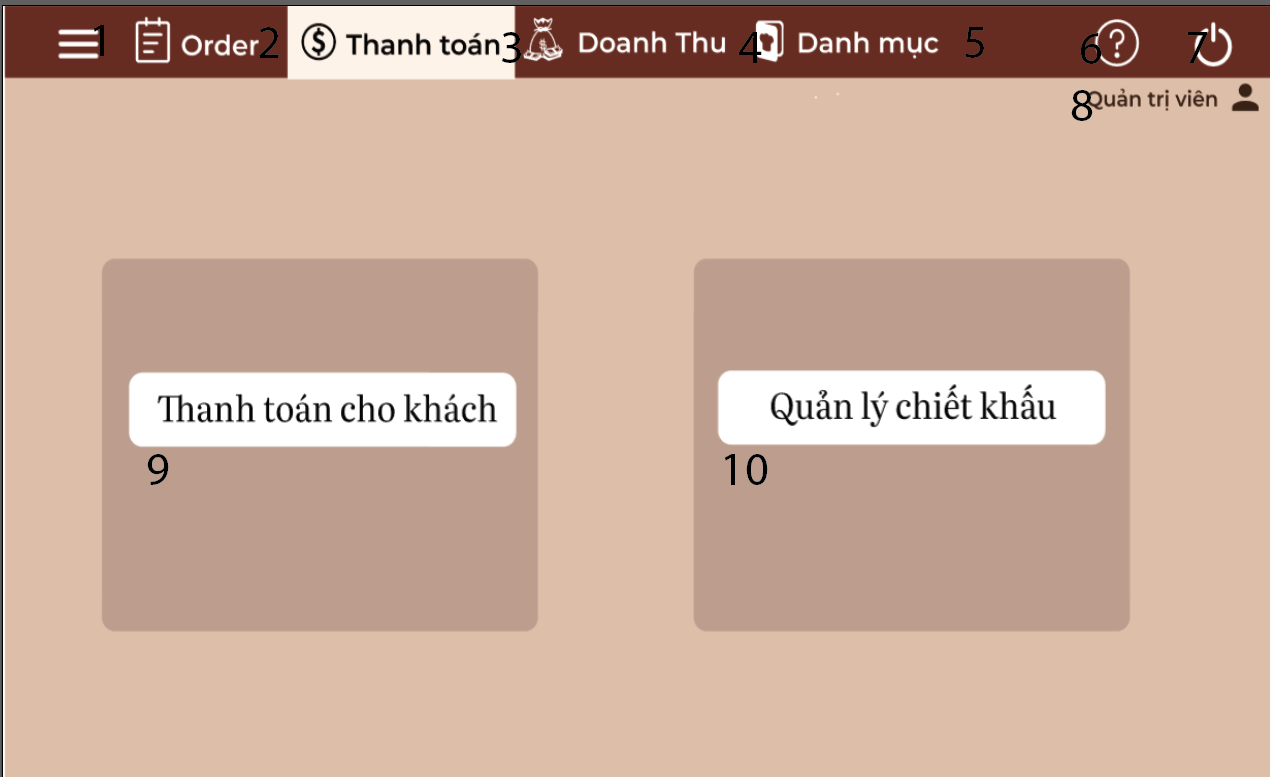 1 Order 2 Thanh toán 3 Doanh Thu 4 Danh mục 5 6 ? 7
8 Quản trị viên
Thanh toán cho khách
Quản lý chiết khấu
9
10